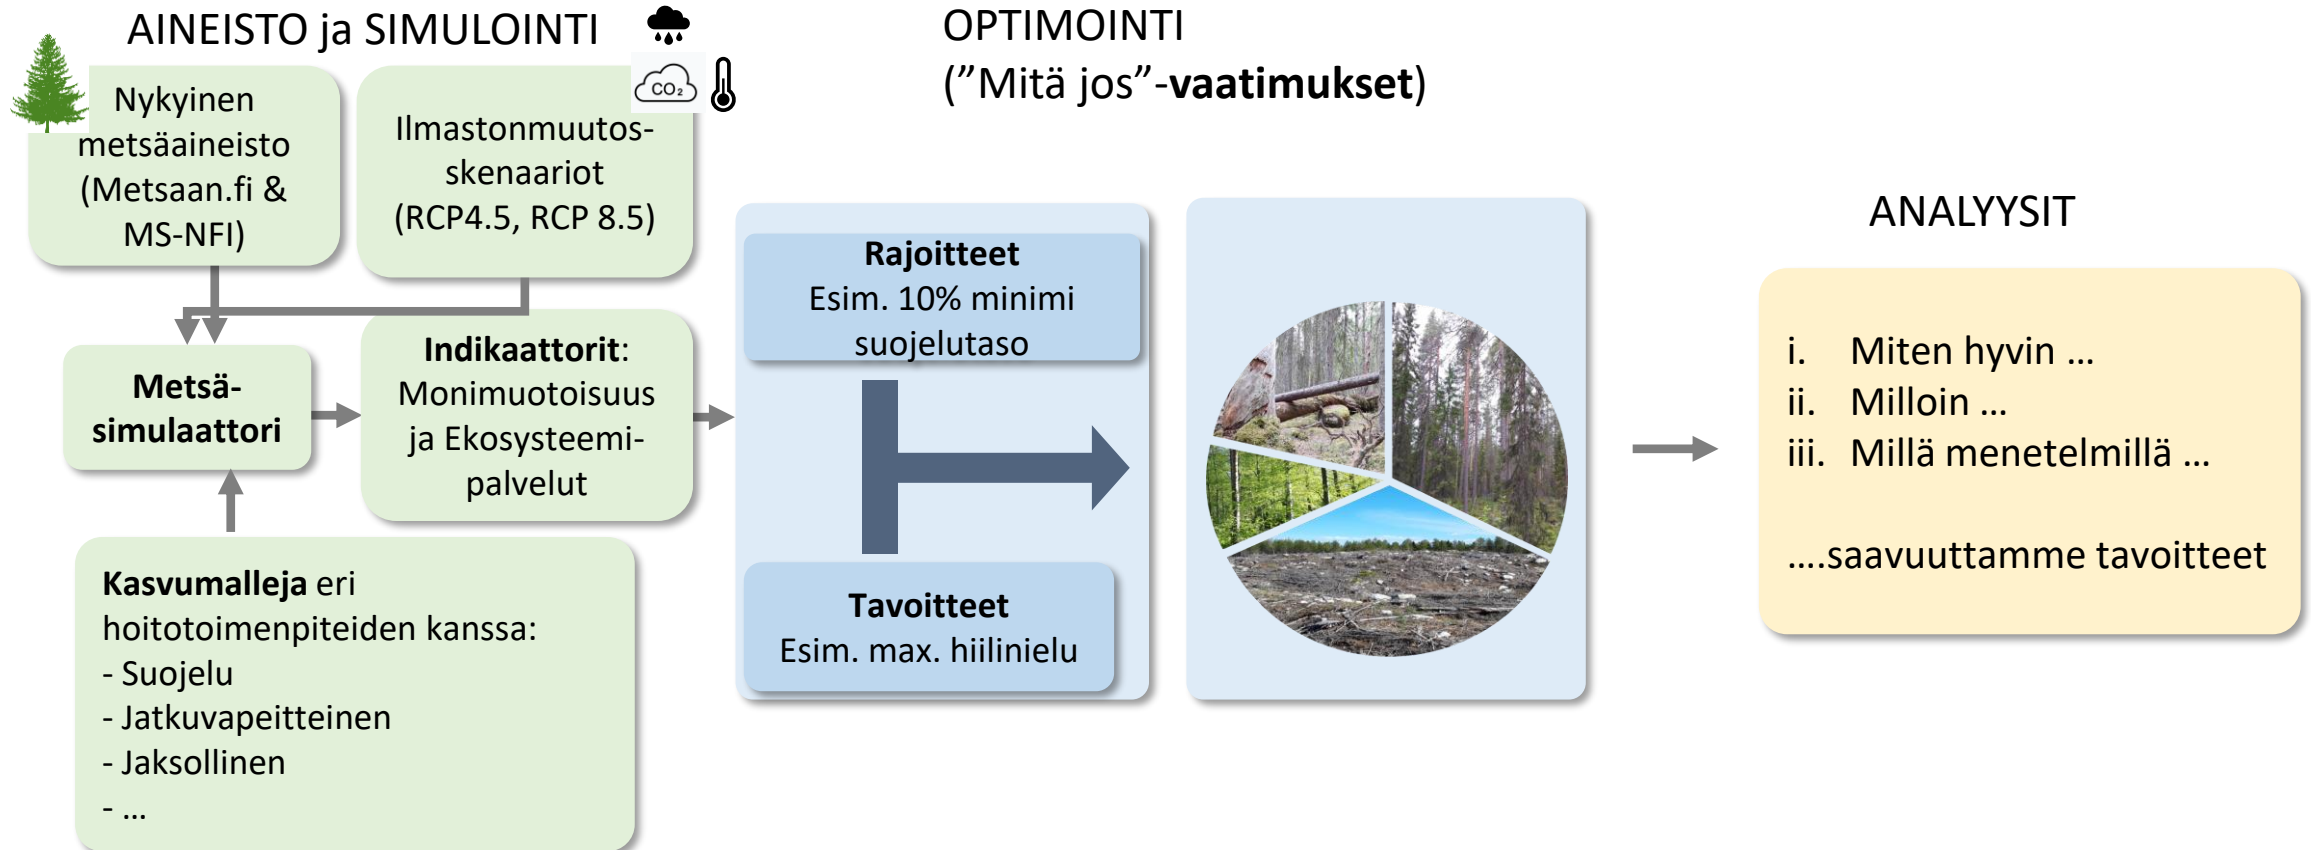 AINEISTO ja SIMULOINTI
Nykyinen
metsäaineisto
(Metsaan.fi &
MS-NFI)
CO₂
Ilmastonmuutos-
skenaariot
(RCP4.5, RCP 8.5)
Metsä-
simulaattori
Indikaattorit:
Monimuotoisuus
ja Ekosysteemi-
palvelut
Kasvumalleja eri
hoitotoimenpiteiden kanssa:
- Suojelu
- Jatkuvapeitteinen
- Jaksollinen
- ...
OPTIMOINTI
(”Mitä jos”-vaatimukset)
Rajoitteet
Esim. 10% minimi
suojelutaso
Tavoitteet
Esim. max. hiilinielu
ANALYYSIT
i. Miten hyvin ...
ii. Milloin ...
iii. Millä menetelmillä ...
....saavuuttamme tavoitteet